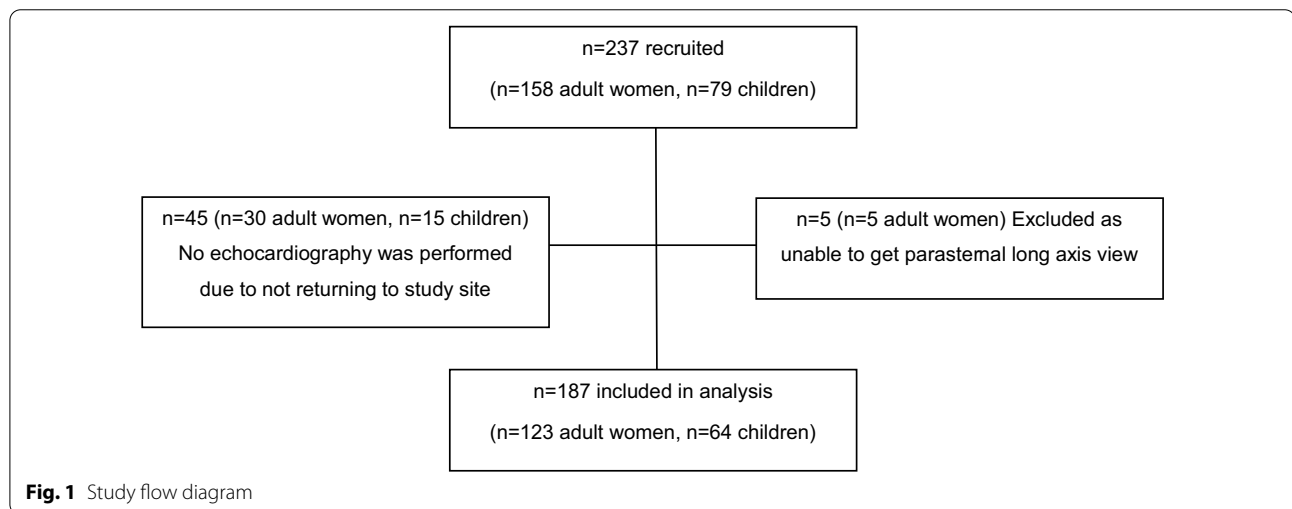 n=237 recruited
(n=158 adult women, n=79 children)
n=45 (n=30 adult women, n=15 children)
No echocardiography was performed
due to not returning to study site
n=5 (n=5 adult women) Excluded as
unable to get parasternal long axis view
n=187 included in analysis
(n=123 adult women, n=64 children)
Fig. 1 Study flow diagram